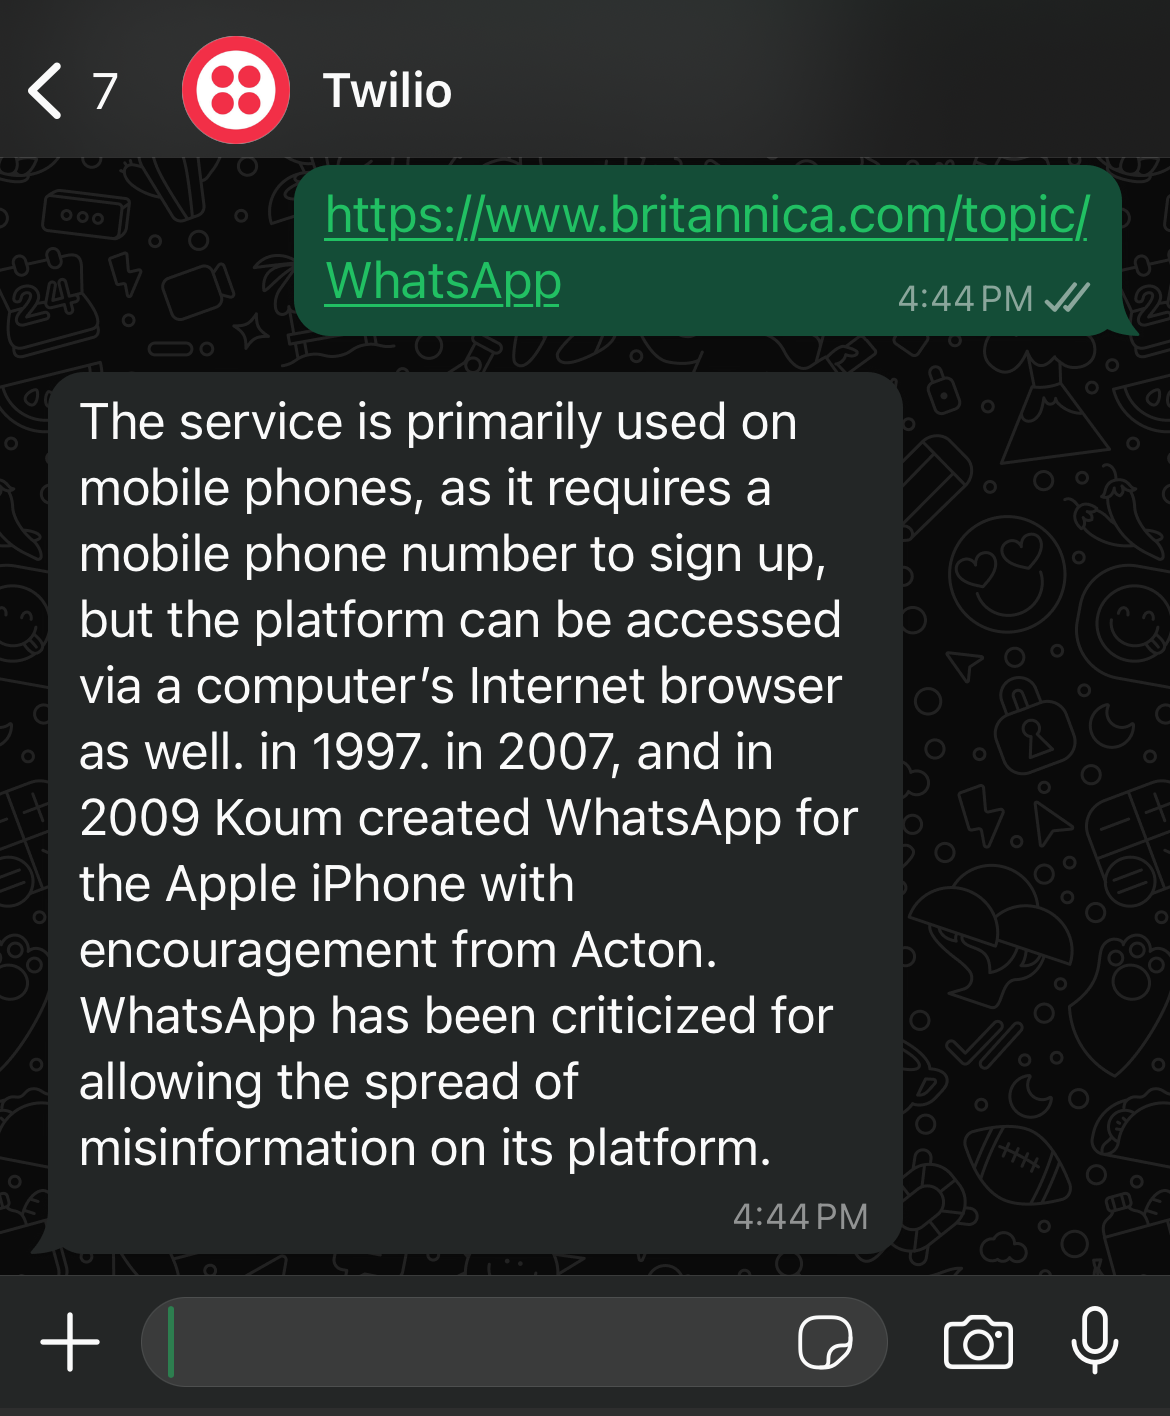 7 Twilio
https://www.britannica.com/topic/
WhatsApp
4:44 PM
The service is primarily used on
mobile phones, as it requires a
mobile phone number to sign up,
but the platform can be accessed
via a computer’s Internet browser
as well. in 1997. in 2007, and in
2009 Koum created WhatsApp for
the Apple iPhone with
encouragement from Acton.
WhatsApp has been criticized for
allowing the spread of
misinformation on its platform.
4:44 PM